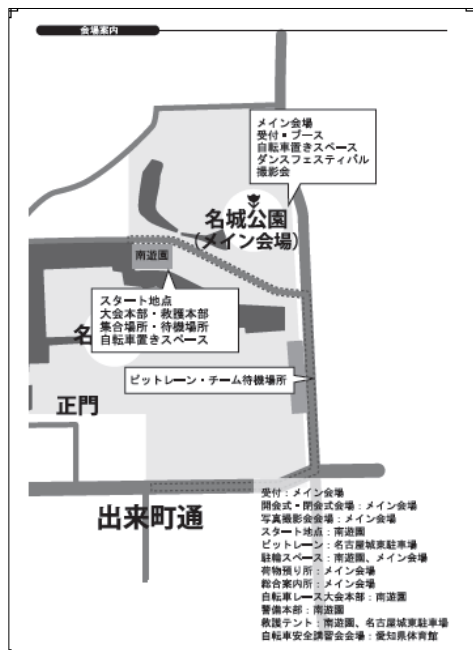 会場案内
メイン会場
受付・ブース
自転車置きスペース
ダンスフェスティバル
撮影会
名城公園
(メイン会場)
南遊園
スタート地点
大会本部・救護本部
集合場所・待機場所
自転車置きスペース
名
ピットレーン・チーム待機場所
正門
出来町通
受付：メイン会場
開会式・閉会式会場：メイン会場
写真撮影会会場：メイン会場
スタート地点：南遊園
ピットレーン：名古屋城東駐車場
駐輪スペース：南遊園、メイン会場
荷物預り所：メイン会場
総合案内所：メイン会場
自転車レース大会本部：南遊園
警備本部：南遊園
救護テント：南遊園、名古屋城東駐車場
自転車安全講習会会場：愛知県体育館